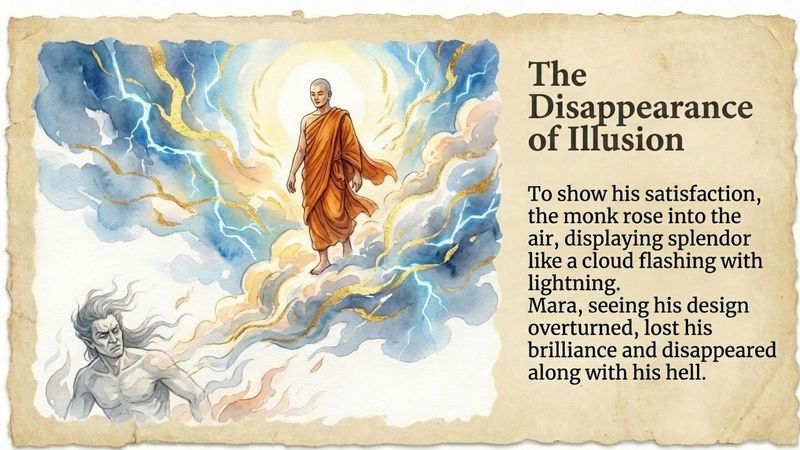 The
Disappearance
of Illusion
To show his satisfaction,
the monk rose into the
air, displaying splendor
like a cloud flashing with
lightning.
Mara, seeing his design
overturned, lost his
brilliance and disappeared
along with his hell.